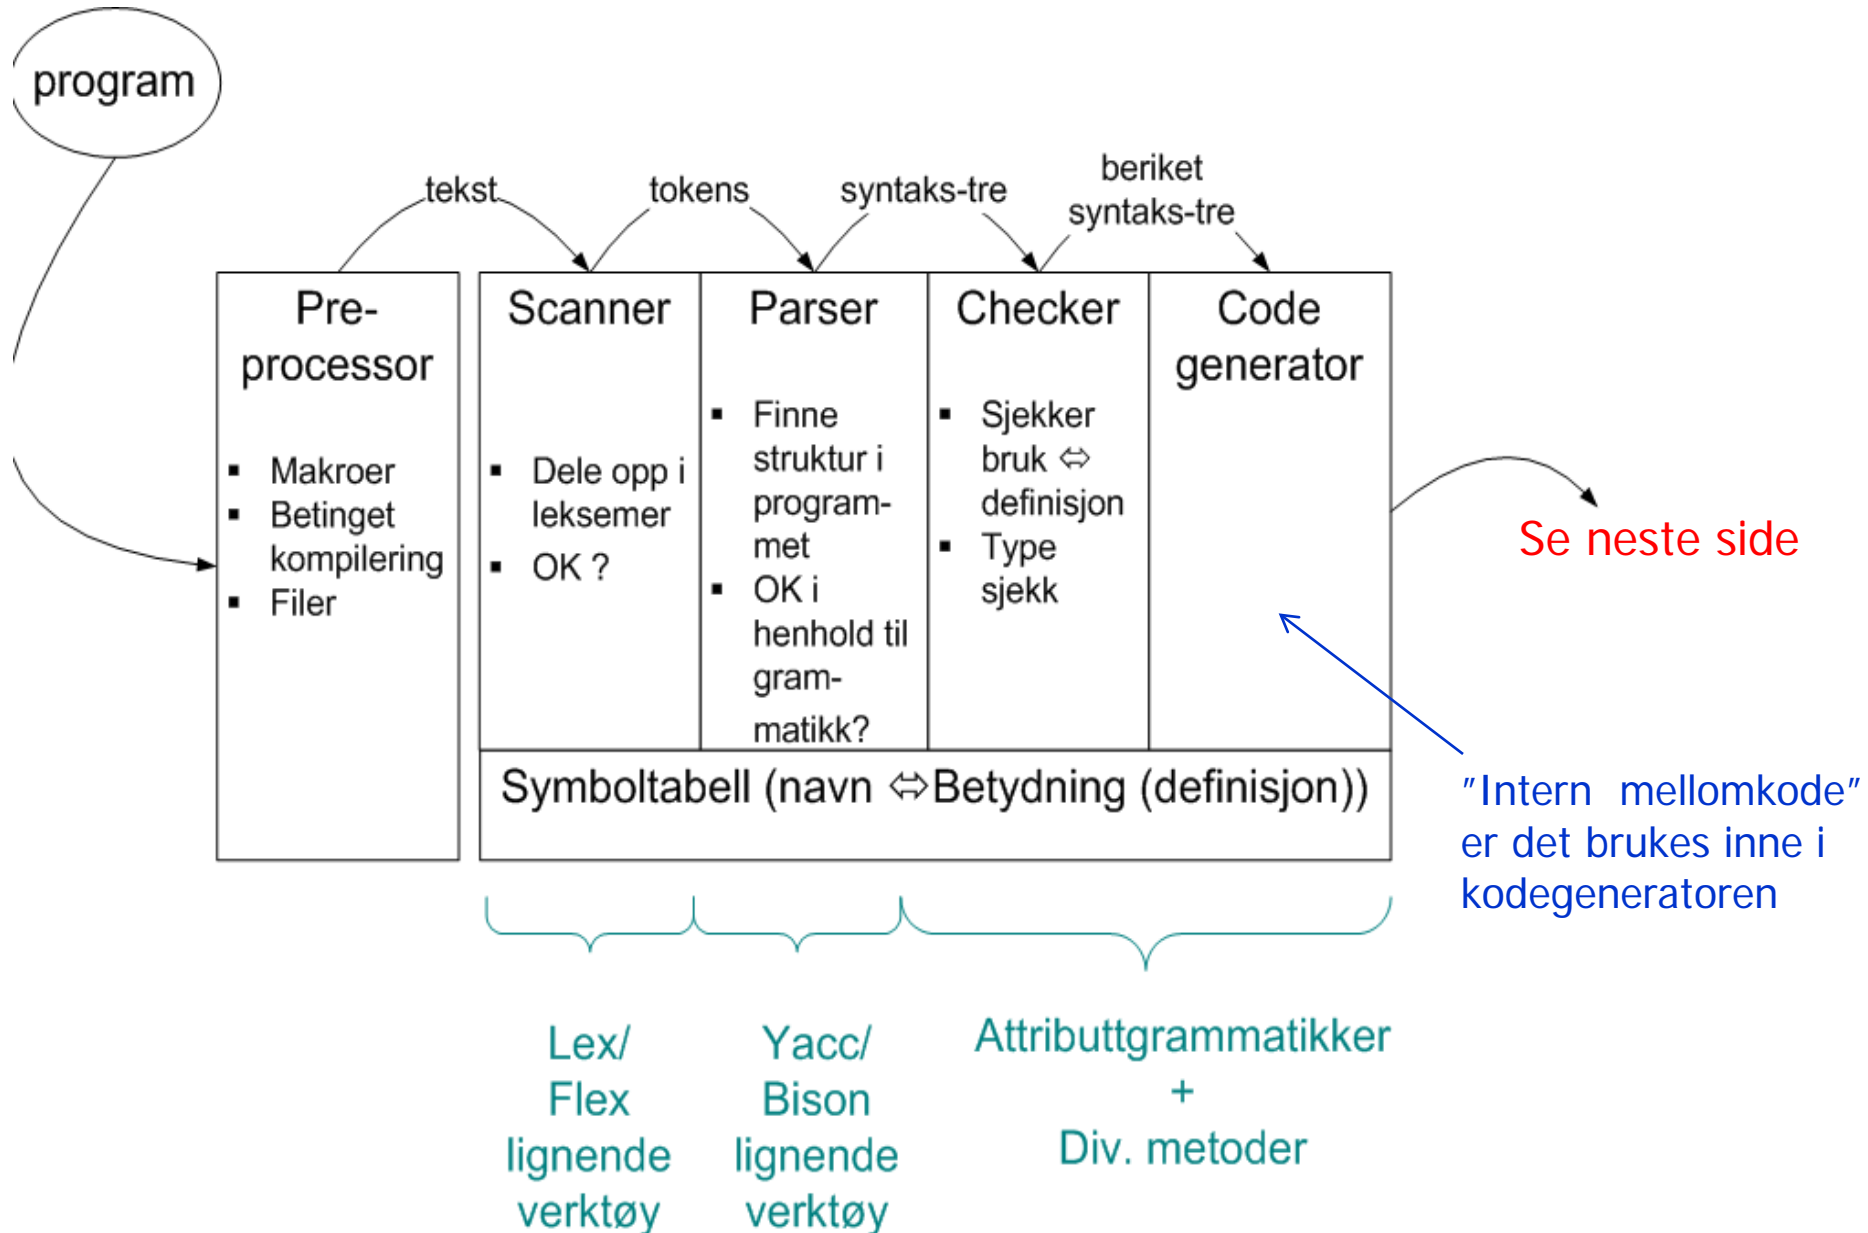 program
tekst
tokens
syntaks-tre
beriket
syntaks-tre
Pre-
processor
▪ Makroer
▪ Betinget
kompilering
▪ Filer
Scanner
▪ Dele opp i
leksemer
▪ OK ?
Parser
▪ Finne
struktur i
program-
met
▪ OK i
henhold til
gram-
matikk?
Checker
▪ Sjekker
bruk ⇔
definisjon
▪ Type
sjekk
Code
generator
Se neste side
Symboltabell (navn ⇔Betydning (definisjon))
"Intern mellomkode"
er det brukes inne i
kodegeneratoren
Lex/
Flex
lignende
verktøy
Yacc/
Bison
lignende
verktøy
Attributtgrammatikker
+
Div. metoder